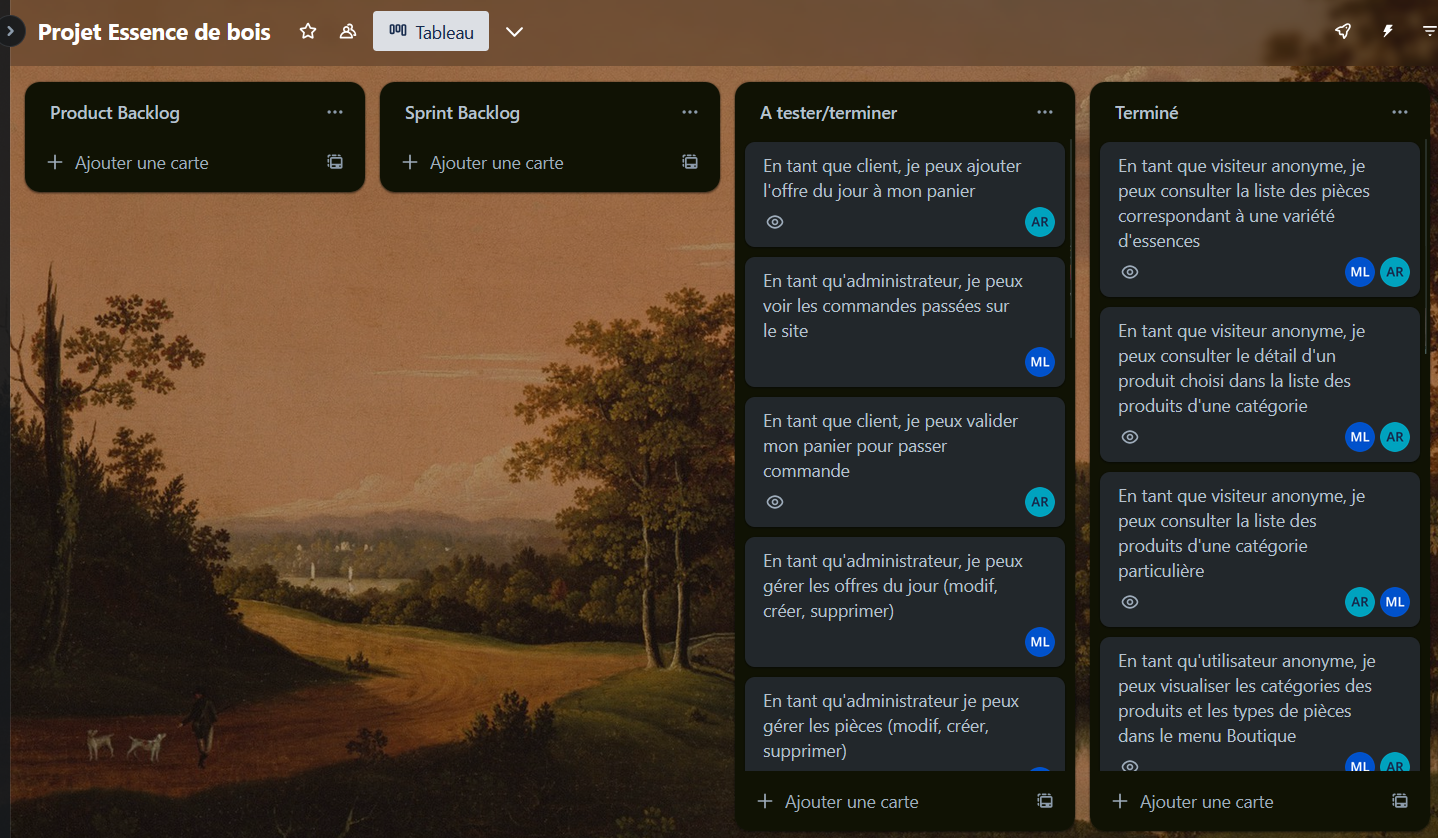 Projet Essence de bois
Tableau
Product Backlog
Ajouter une carte
Sprint Backlog
Ajouter une carte
A tester/terminer
En tant que client, je peux ajouter
l'offre du jour à mon panier
AR
En tant qu'administrateur, je peux
voir les commandes passées sur
le site
ML
En tant que client, je peux valider
mon panier pour passer
commande
AR
En tant qu'administrateur, je peux
gérer les offres du jour (modif,
créer, supprimer)
ML
En tant qu'administrateur je peux
gérer les pièces (modif, créer,
supprimer)
Ajouter une carte
Terminé
En tant que visiteur anonyme, je
peux consulter la liste des pièces
correspondant à une variété
d'essences
ML AR
En tant que visiteur anonyme, je
peux consulter le détail d'un
produit choisi dans la liste des
produits d'une catégorie
ML AR
En tant que visiteur anonyme, je
peux consulter la liste des
produits d'une catégorie
particulière
AR ML
En tant qu'utilisateur anonyme, je
peux visualiser les catégories des
produits et les types de pièces
dans le menu Boutique
ML AR
Ajouter une carte